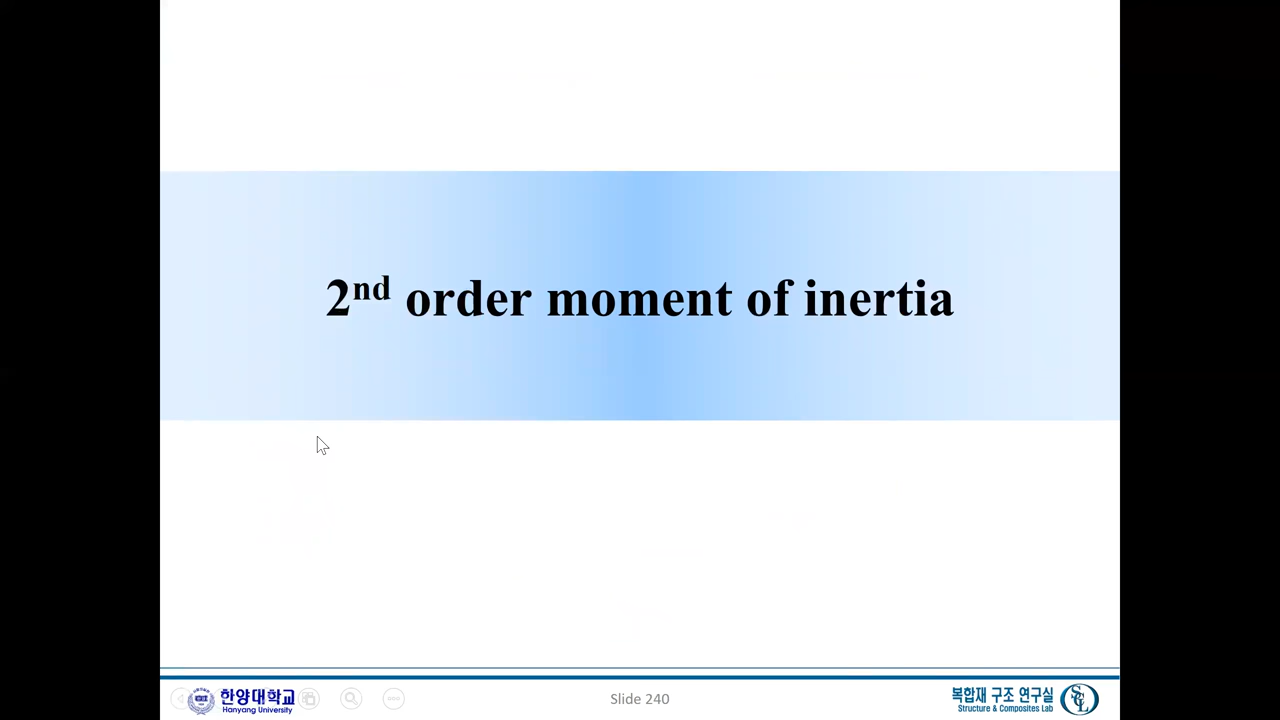 2nd order moment of inertia
한양대학교
Hanyang University
Slide 240
복합재 구조 연구실
Structure & Composites Lab